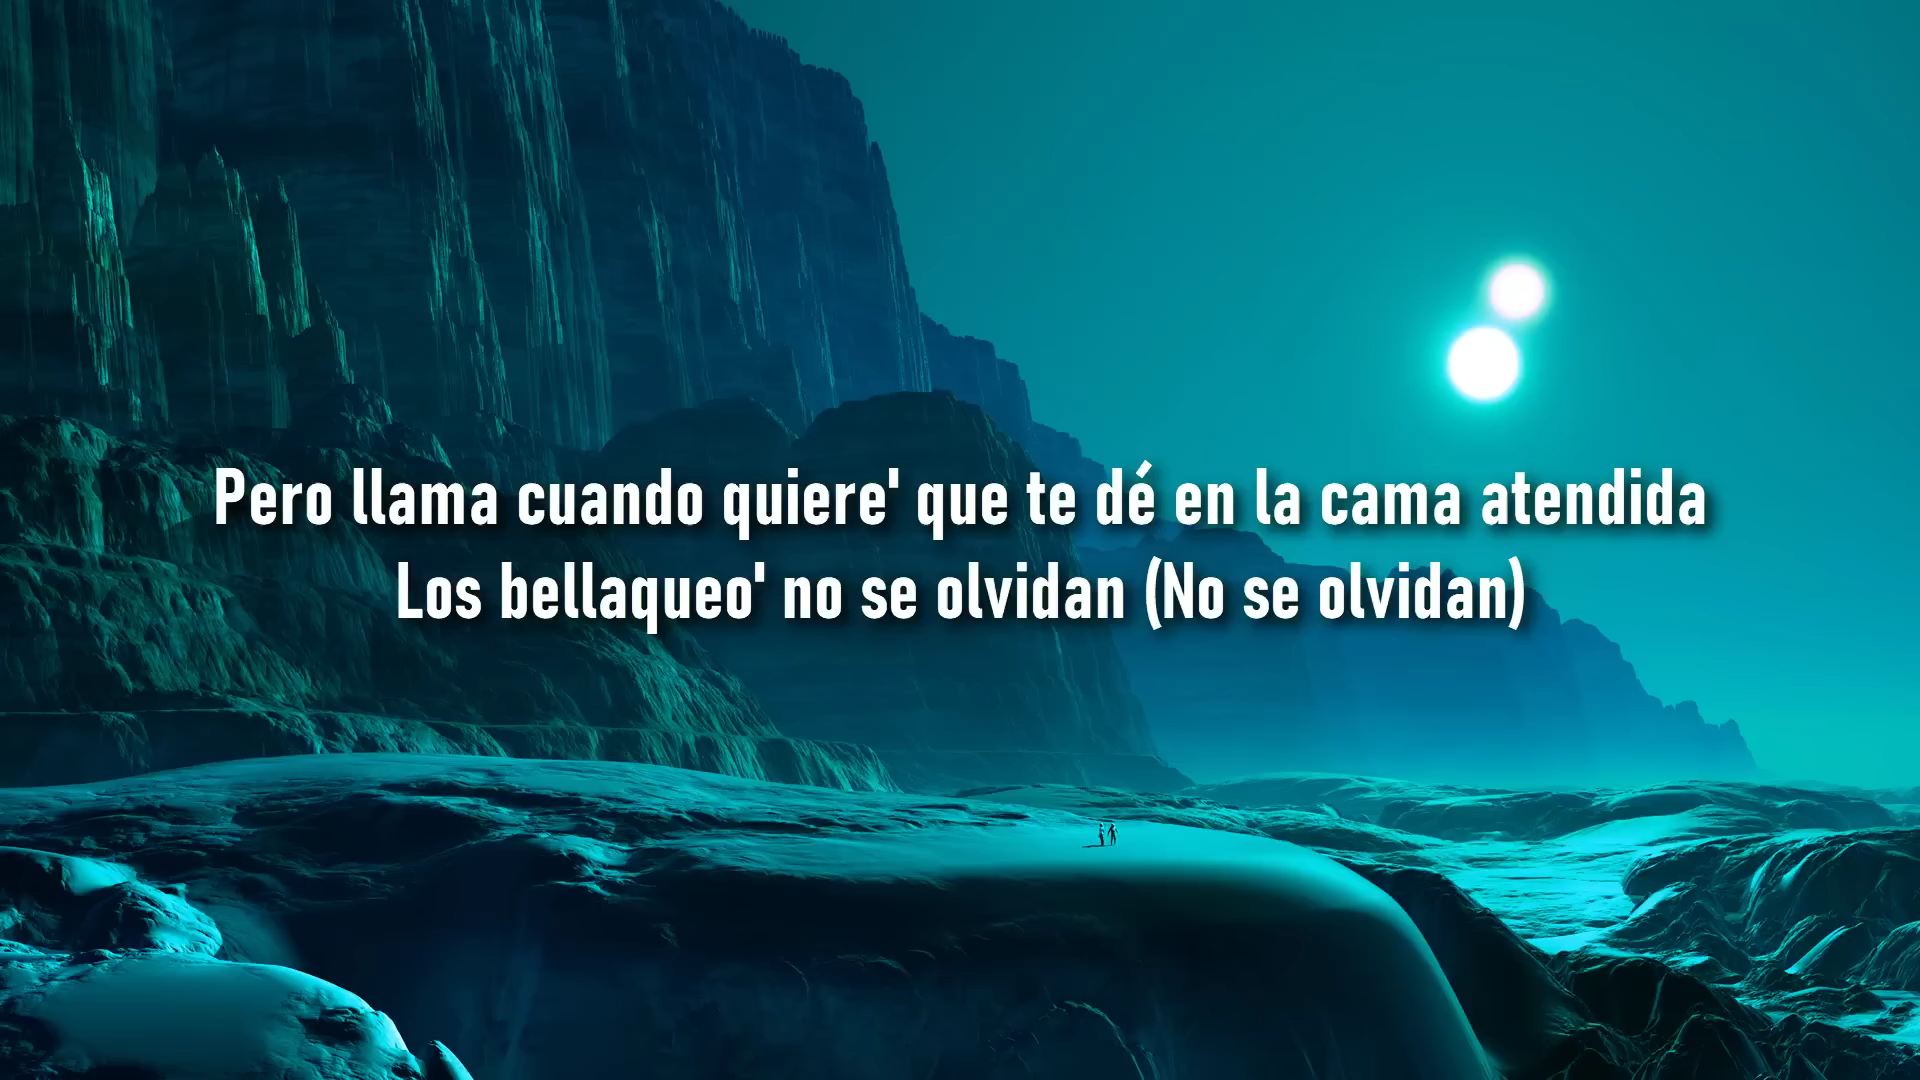 Pero llama cuando quiere' que te dé en la cama atendida
Los bellaqueo' no se olvidan (No se olvidan)